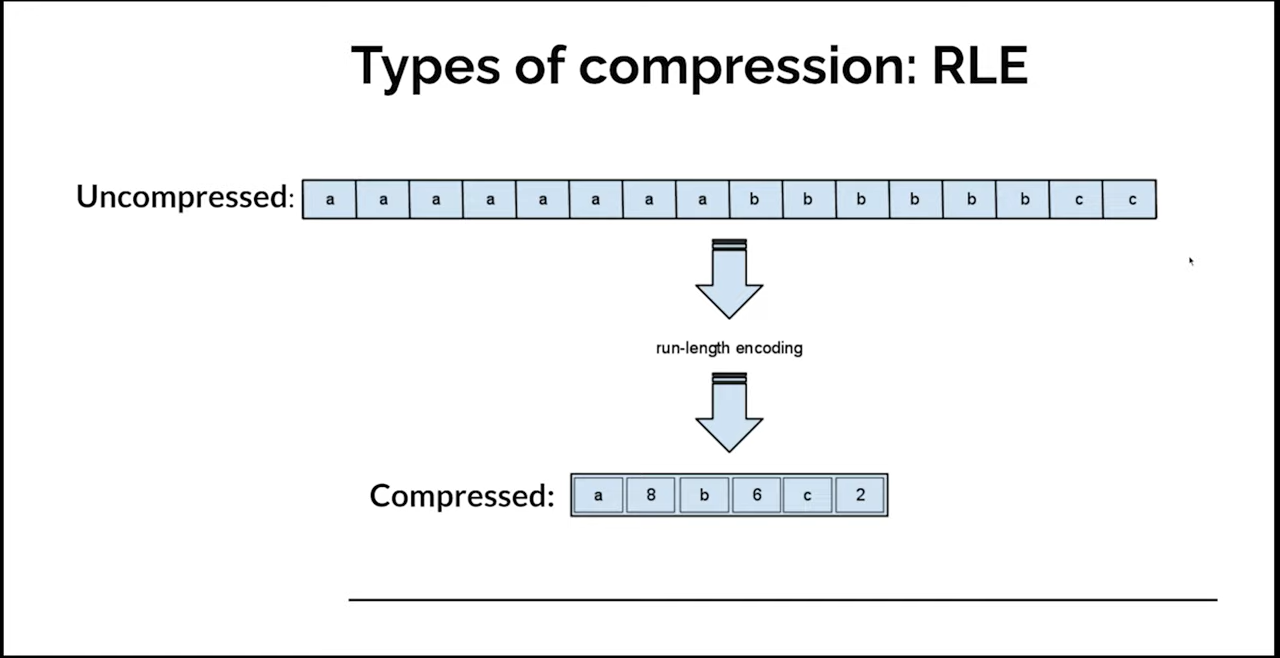 Types of compression: RLE
Uncompressed: a a a a a a a a b b b b b b c c
run-length encoding
Compressed: a 8 b 6 c 2